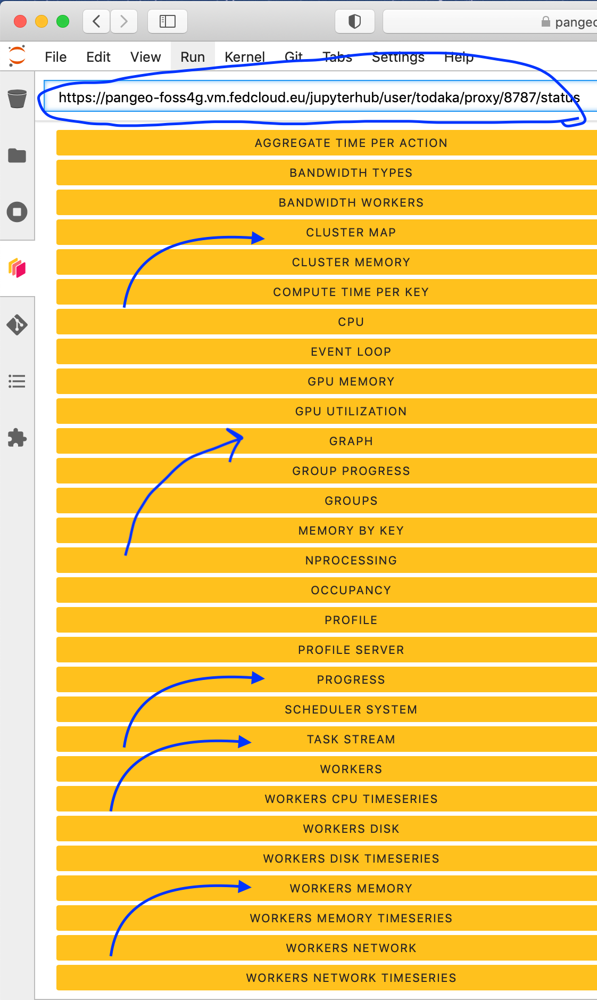 pangeo
File Edit View Run Kernel Git Tabs Settings Help
https://pangeo-foss4g.vm.fedcloud.eu/jupyterhub/user/todaka/proxy/8787/status
AGGREGATE TIME PER ACTION
BANDWIDTH TYPES
BANDWIDTH WORKERS
CLUSTER MAP
CLUSTER MEMORY
COMPUTE TIME PER KEY
CPU
EVENT LOOP
GPU MEMORY
GPU UTILIZATION
GRAPH
GROUP PROGRESS
GROUPS
MEMORY BY KEY
NPROCESSING
OCCUPANCY
PROFILE
PROFILE SERVER
PROGRESS
SCHEDULER SYSTEM
TASK STREAM
WORKERS
WORKERS CPU TIMESERIES
WORKERS DISK
WORKERS DISK TIMESERIES
WORKERS MEMORY
WORKERS MEMORY TIMESERIES
WORKERS NETWORK
WORKERS NETWORK TIMESERIES